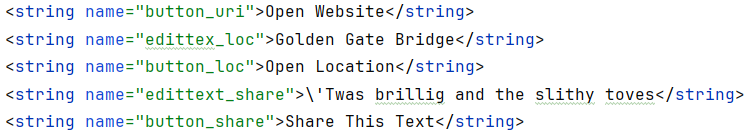 <string name="button_uri">Open Website</string>
<string name="edittex_loc">Golden Gate Bridge</string>
<string name="button_loc">Open Location</string>
<string name="edittext_share">\'Twas brillig and the slithy toves</string>
<string name="button_share">Share This Text</string>